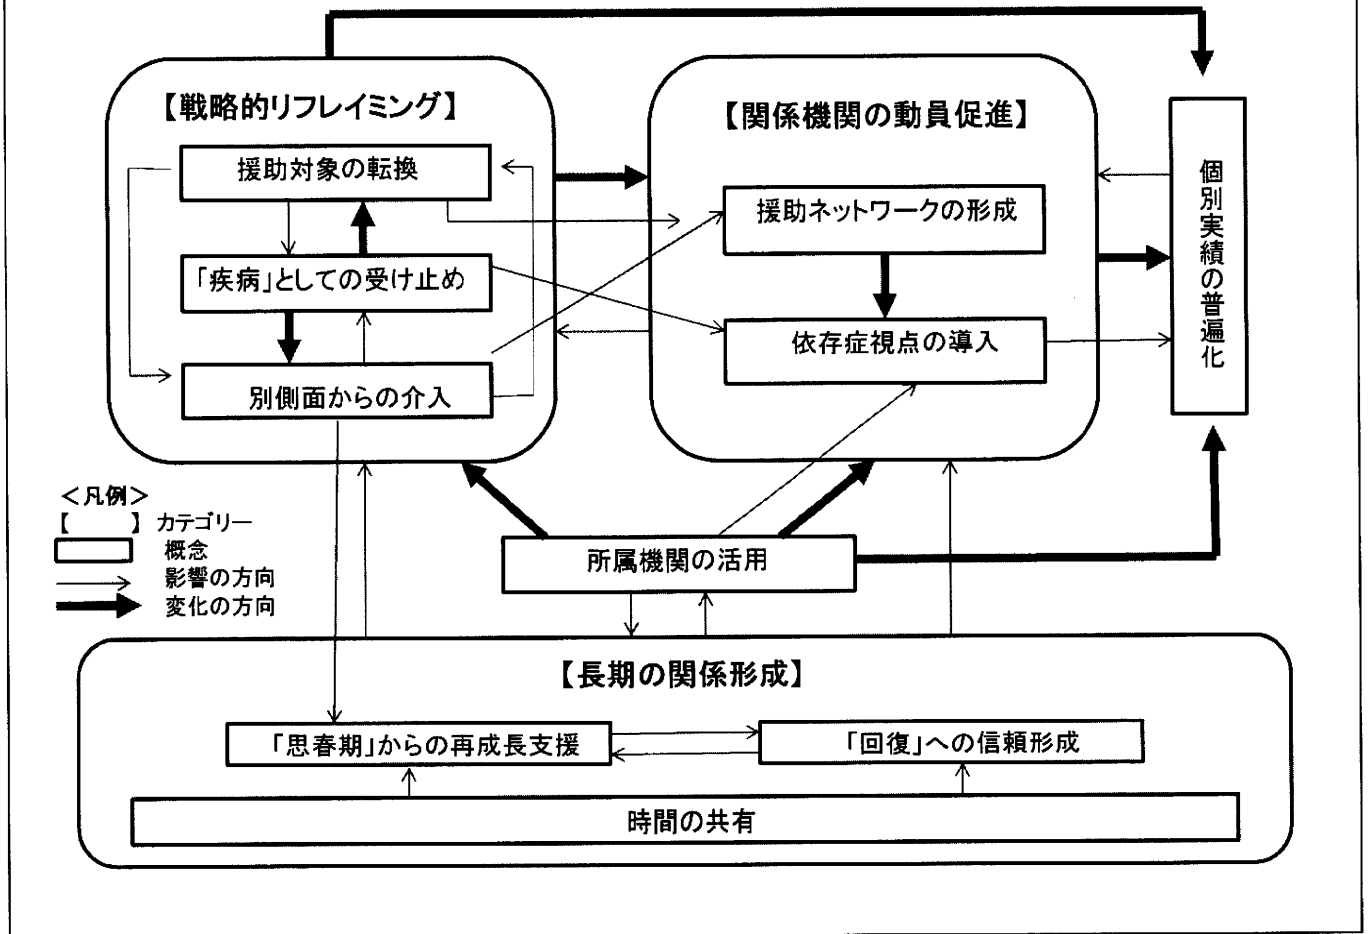 【戦略的リフレイミング】
援助対象の転換
「疾病」としての受け止め
別側面からの介入
【関係機関の動員促進】
援助ネットワークの形成
依存症視点の導入
個別実績の普遍化
＜凡例＞
【　　】カテゴリー
概念
影響の方向
変化の方向
所属機関の活用
【長期の関係形成】
「思春期」からの再成長支援
「回復」への信頼形成
時間の共有